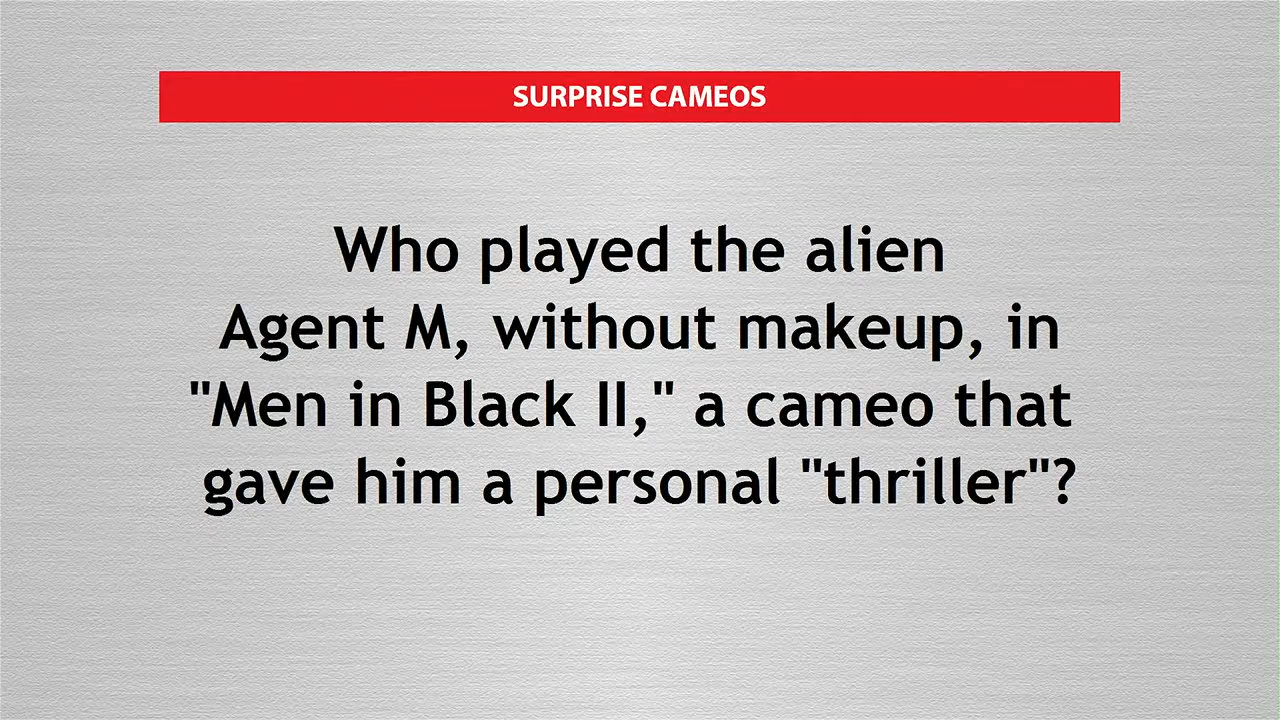 SURPRISE CAMEOS
Who played the alien
Agent M, without makeup, in
"Men in Black II," a cameo that
gave him a personal "thriller"?